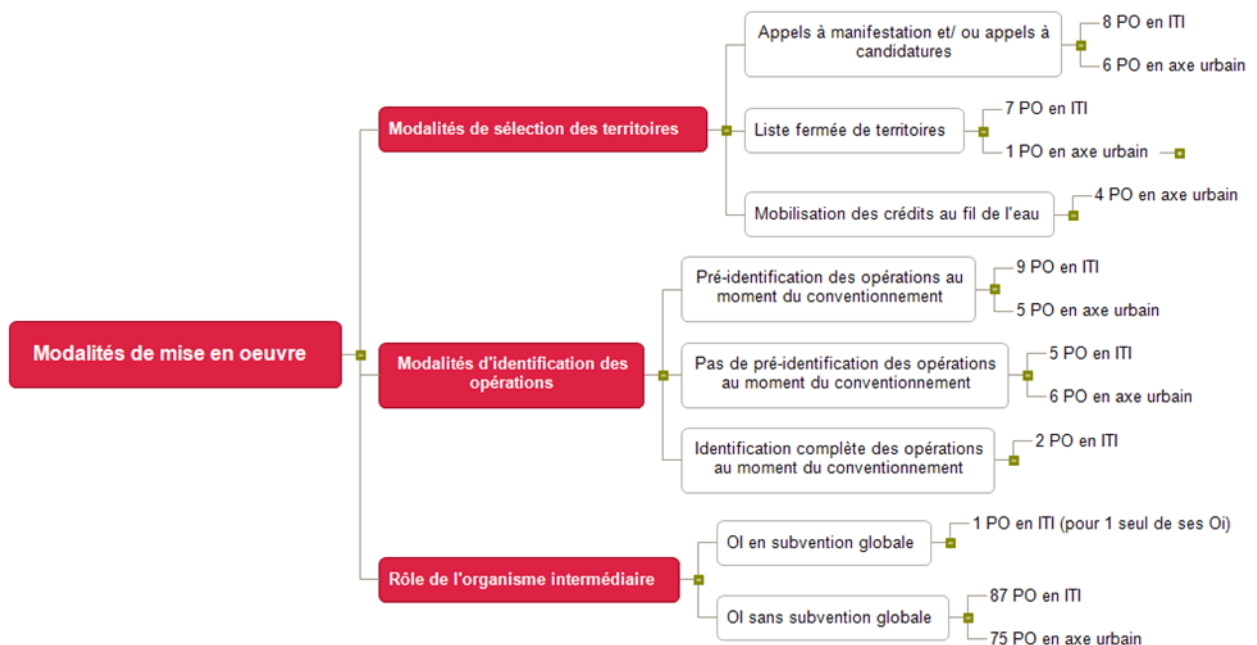 Appels à manifestation et/ ou appels à
candidatures
8 PO en ITI
6 PO en axe urbain
Modalités de sélection des territoires
Liste fermée de territoires
7 PO en ITI
1 PO en axe urbain
Mobilisation des crédits au fil de l'eau
4 PO en axe urbain
Modalités de mise en oeuvre
Modalités d'identification des
opérations
Pré-identification des opérations au
moment du conventionnement
9 PO en ITI
5 PO en axe urbain
Pas de pré-identification des opérations
au moment du conventionnement
5 PO en ITI
6 PO en axe urbain
Identification complète des opérations
au moment du conventionnement
2 PO en ITI
Rôle de l'organisme intermédiaire
OI en subvention globale
1 PO en ITI (pour 1 seul de ses Oi)
OI sans subvention globale
87 PO en ITI
75 PO en axe urbain